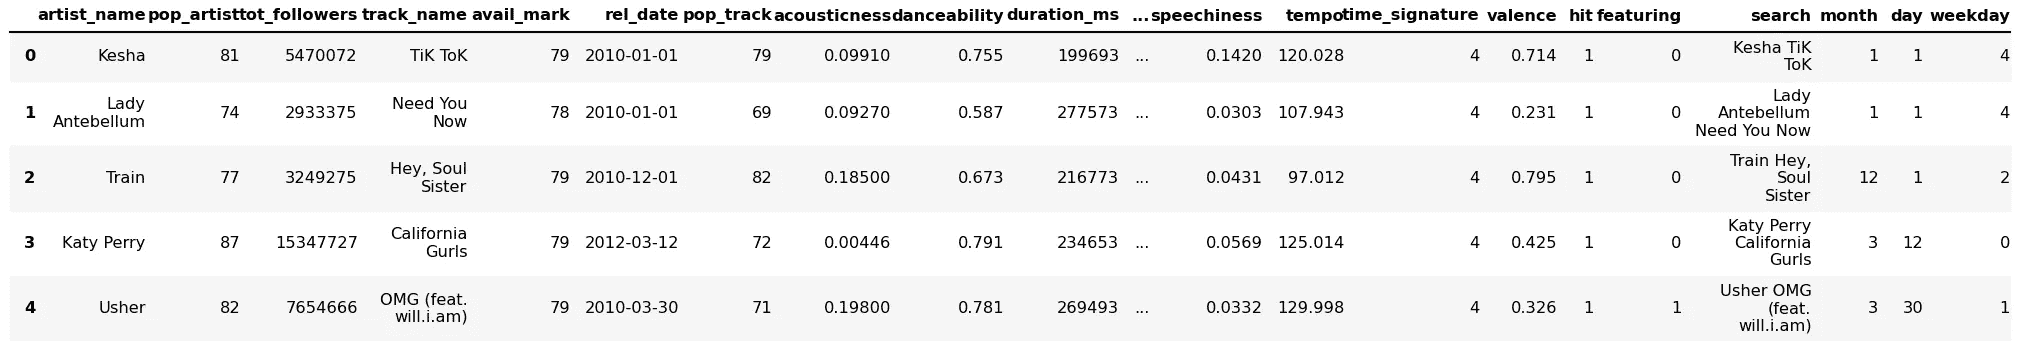 artist_name pop_artist tot_followers track_name avail_mark rel_date pop_track acousticness danceability duration_ms ... speechiness tempo time_signature valence hit featuring search month day weekday
0 Kesha 81 5470072 TiK ToK 79 2010-01-01 79 0.09910 0.755 199693 ... 0.1420 120.028 4 0.714 1 0 Kesha TiK
ToK 1 1 4
1 Lady
Antebellum 74 2933375 Need You
Now 78 2010-01-01 69 0.09270 0.587 277573 ... 0.0303 107.943 4 0.231 1 0 Lady
Antebellum
Need You Now 1 1 4
2 Train 77 3249275 Hey, Soul
Sister 79 2010-12-01 82 0.18500 0.673 216773 ... 0.0431 97.012 4 0.795 1 0 Train Hey,
Soul
Sister 12 1 2
3 Katy Perry 87 15347727 California
Gurls 79 2012-03-12 72 0.00446 0.791 234653 ... 0.0569 125.014 4 0.425 1 0 Katy Perry
California
Gurls 3 12 0
4 Usher 82 7654666 OMG (feat.
will.i.am) 79 2010-03-30 71 0.19800 0.781 269493 ... 0.0332 129.998 4 0.326 1 1 Usher OMG
(feat.
will.i.am) 3 30 1